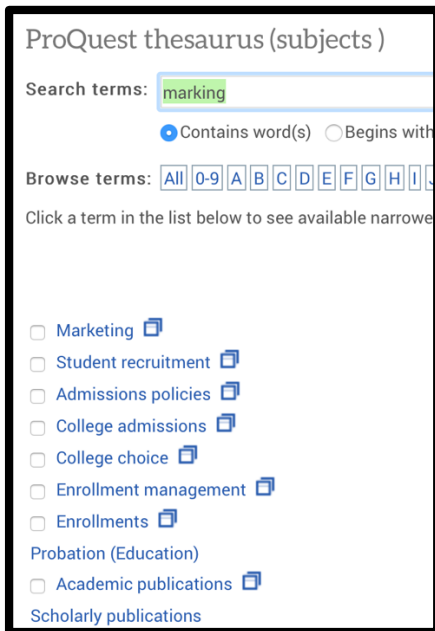 ProQuest thesaurus (subjects )
Search terms: marking
Contains word(s) Begins with
Browse terms: All 0-9 A B C D E F G H I
Click a term in the list below to see available narrowe
Marketing
Student recruitment
Admissions policies
College admissions
College choice
Enrollment management
Enrollments
Probation (Education)
Academic publications
Scholarly publications